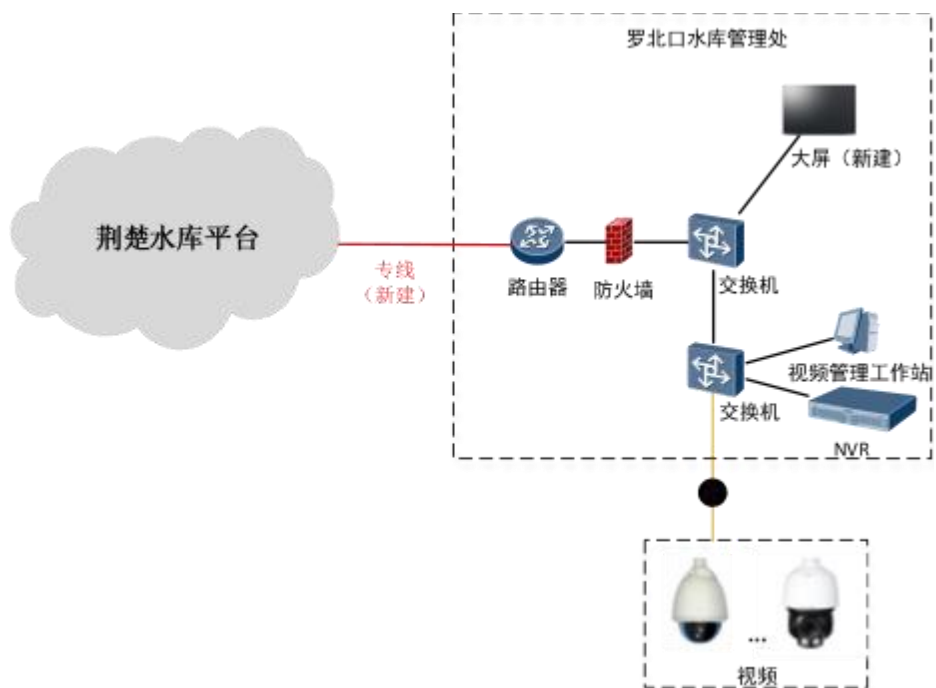 罗北口水库管理处
大屏（新建）
荆楚水库平台
专线
（新建）
路由器
防火墙
交换机
视频管理工作站
交换机
NVR
...
视频